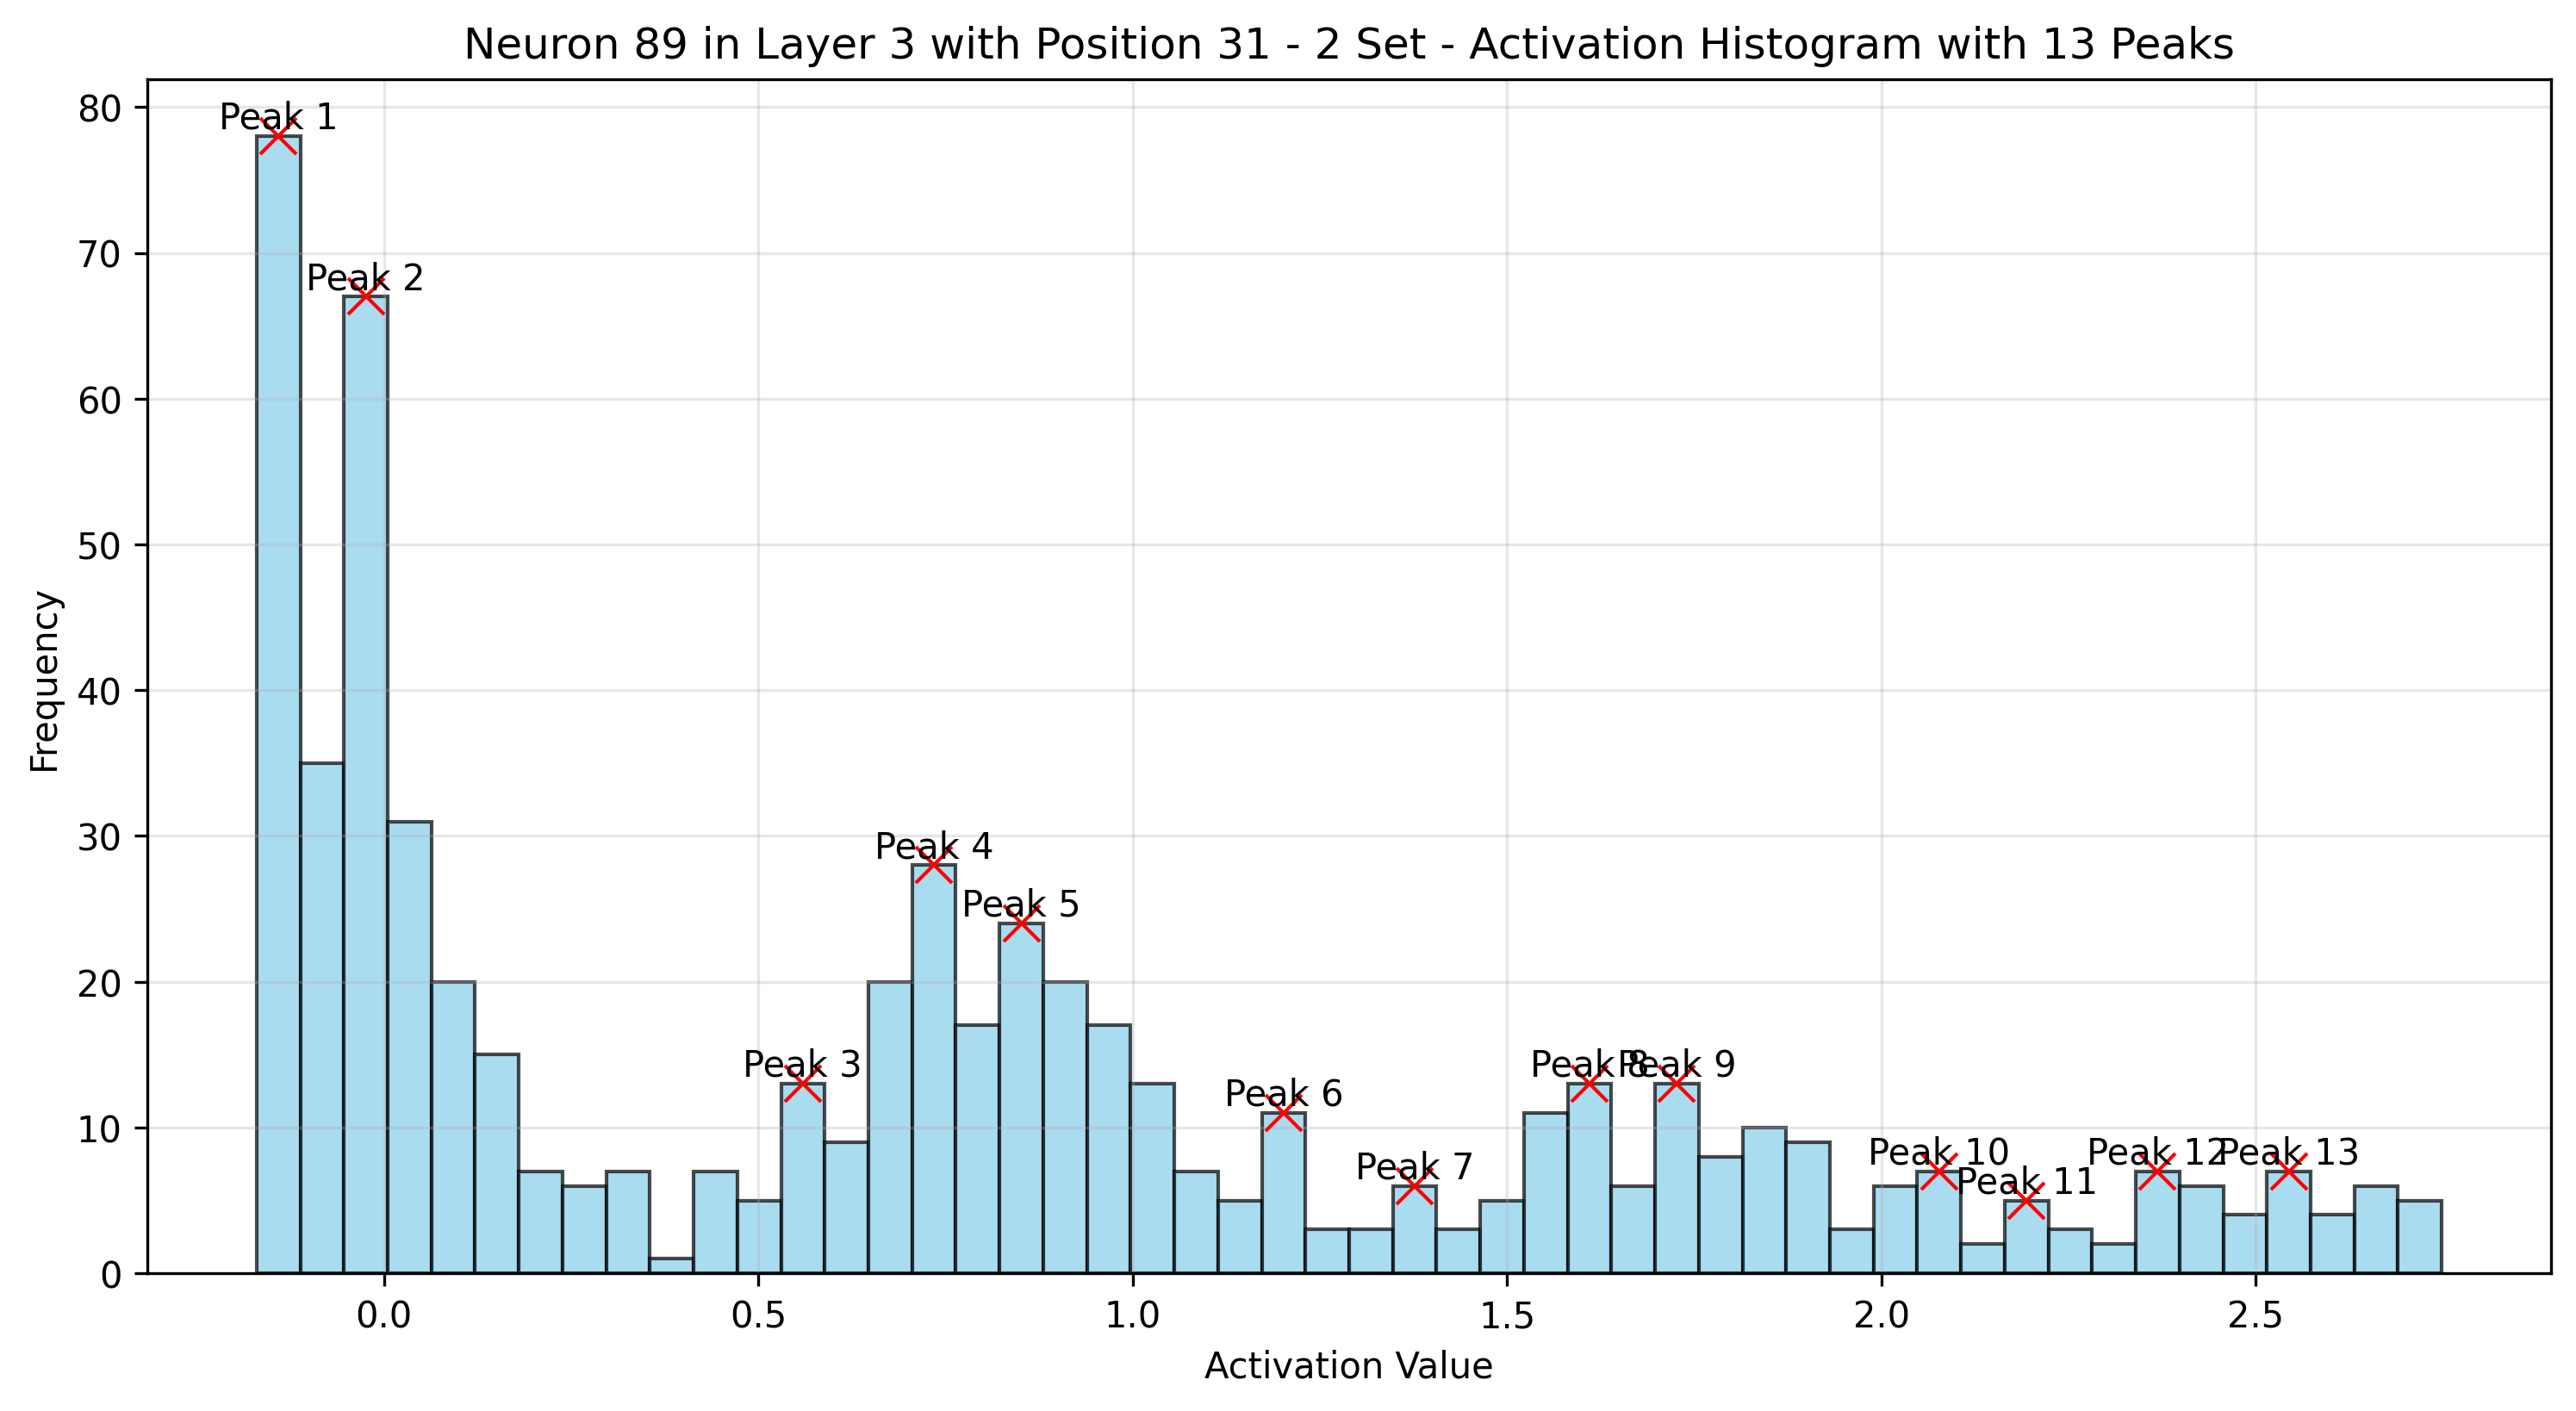 Neuron 89 in Layer 3 with Position 31 - 2 Set - Activation Histogram with 13 Peaks
Frequency
80
70
60
50
40
30
20
10
0
Peak 1
Peak 2
Peak 3
Peak 4
Peak 5
Peak 6
Peak 7
Peak 8
Peak 9
Peak 10
Peak 11
Peak 12
Peak 13
0.0
0.5
1.0
1.5
2.0
2.5
Activation Value